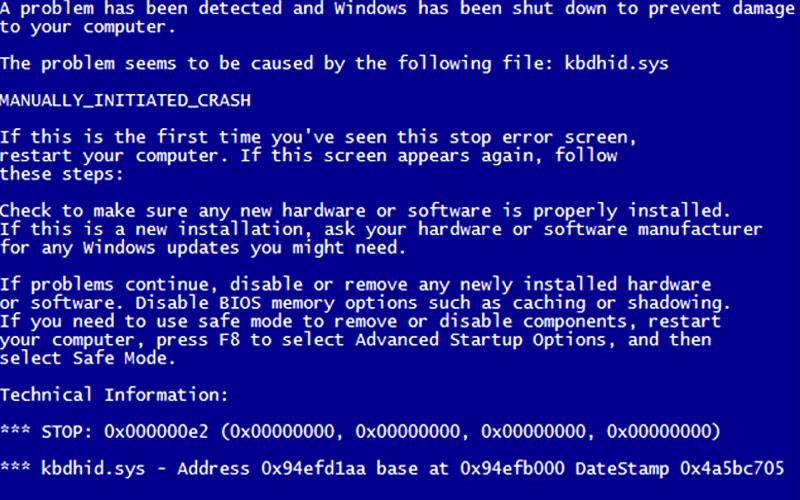 A problem has been detected and Windows has been shut down to prevent damage
to your computer.
The problem seems to be caused by the following file: kbdhid.sys
MANUALLY_INITIATED_CRASH
If this is the first time you've seen this stop error screen,
restart your computer. If this screen appears again, follow
these steps:
Check to make sure any new hardware or software is properly installed.
If this is a new installation, ask your hardware or software manufacturer
for any Windows updates you might need.
If problems continue, disable or remove any newly installed hardware
or software. Disable BIOS memory options such as caching or shadowing.
If you need to use safe mode to remove or disable components, restart
your computer, press F8 to select Advanced Startup Options, and then
select Safe Mode.
Technical Information:
*** STOP: 0x000000e2 (0x00000000, 0x00000000, 0x00000000, 0x00000000)
*** kbdhid.sys - Address 0x94efd1aa base at 0x94efb000 DateStamp 0x4a5bc705